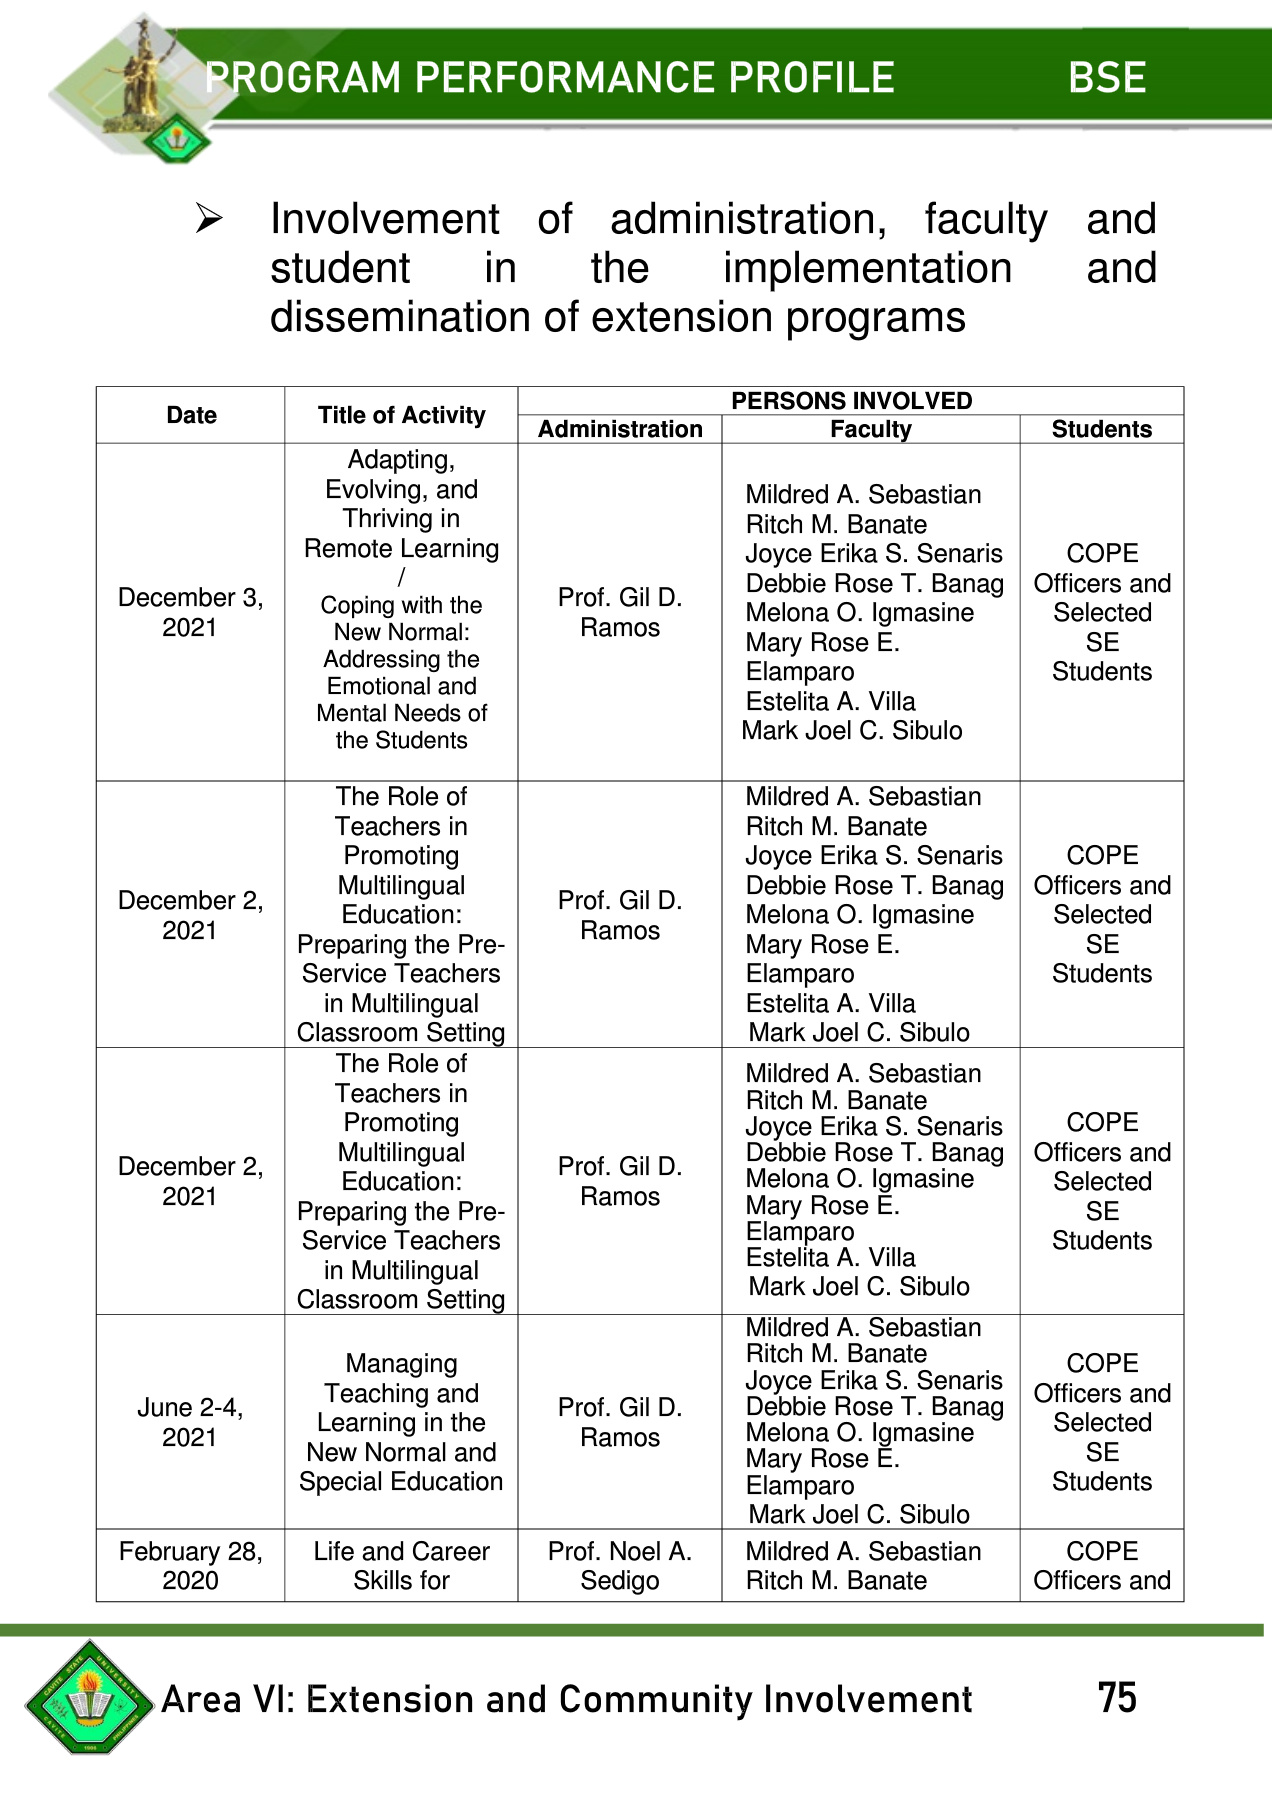 PROGRAM PERFORMANCE PROFILE BSE
➢ Involvement of administration, faculty and
student in the implementation and
dissemination of extension programs
Date
Title of Activity
PERSONS INVOLVED
Administration
Faculty
Students
December 3,
2021
Adapting,
Evolving, and
Thriving in
Remote Learning
/
Coping with the
New Normal:
Addressing the
Emotional and
Mental Needs of
the Students
Prof. Gil D.
Ramos
Mildred A. Sebastian
Ritch M. Banate
Joyce Erika S. Senaris
Debbie Rose T. Banag
Melona O. Igmasine
Mary Rose E.
Elamparo
Estelita A. Villa
Mark Joel C. Sibulo
COPE
Officers and
Selected
SE
Students
December 2,
2021
The Role of
Teachers in
Promoting
Multilingual
Education:
Preparing the Pre-
Service Teachers
in Multilingual
Classroom Setting
Prof. Gil D.
Ramos
Mildred A. Sebastian
Ritch M. Banate
Joyce Erika S. Senaris
Debbie Rose T. Banag
Melona O. Igmasine
Mary Rose E.
Elamparo
Estelita A. Villa
Mark Joel C. Sibulo
COPE
Officers and
Selected
SE
Students
December 2,
2021
The Role of
Teachers in
Promoting
Multilingual
Education:
Preparing the Pre-
Service Teachers
in Multilingual
Classroom Setting
Prof. Gil D.
Ramos
Mildred A. Sebastian
Ritch M. Banate
Joyce Erika S. Senaris
Debbie Rose T. Banag
Melona O. Igmasine
Mary Rose E.
Elamparo
Estelita A. Villa
Mark Joel C. Sibulo
COPE
Officers and
Selected
SE
Students
June 2-4,
2021
Managing
Teaching and
Learning in the
New Normal and
Special Education
Prof. Gil D.
Ramos
Mildred A. Sebastian
Ritch M. Banate
Joyce Erika S. Senaris
Debbie Rose T. Banag
Melona O. Igmasine
Mary Rose E.
Elamparo
Mark Joel C. Sibulo
COPE
Officers and
Selected
SE
Students
February 28,
2020
Life and Career
Skills for
Prof. Noel A.
Sedigo
Mildred A. Sebastian
Ritch M. Banate
COPE
Officers and
CAVITE STATE UNIVERSITY
CAVITE PHILIPPINES
1906
Area VI: Extension and Community Involvement 75